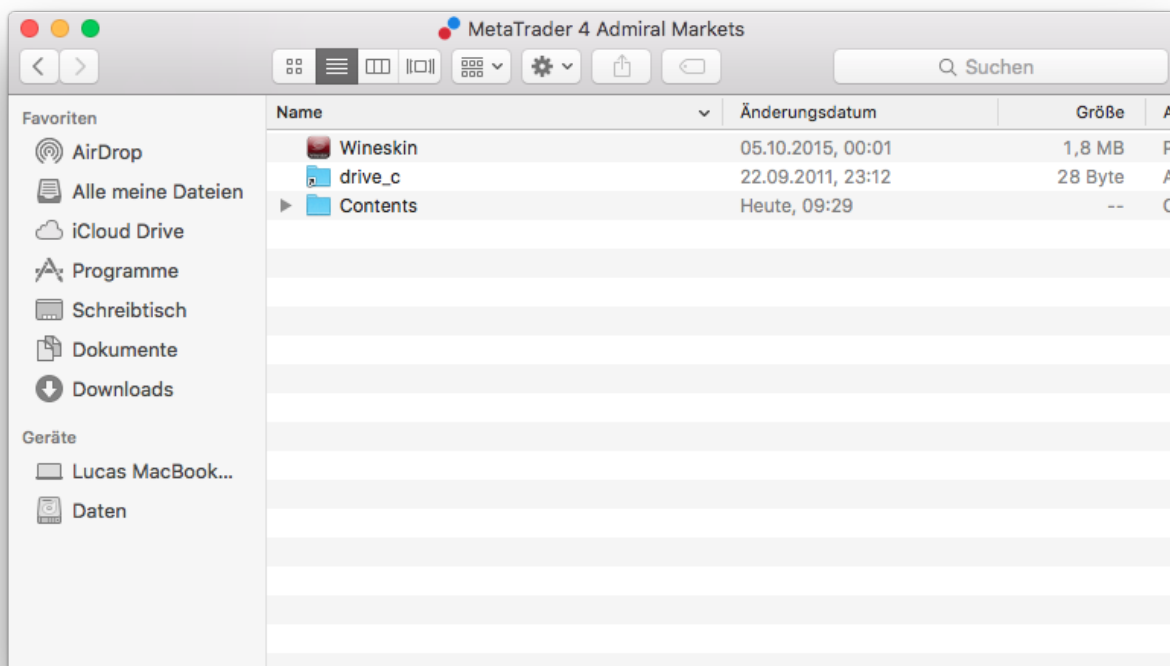 MetaTrader 4 Admiral Markets
Suchen
Favoriten
AirDrop
Alle meine Dateien
iCloud Drive
Programme
Schreibtisch
Dokumente
Downloads
Geräte
Lucas MacBook...
Daten
Name Änderungsdatum Größe
Wineskin 05.10.2015, 00:01 1,8 MB
drive_c 22.09.2011, 23:12 28 Byte
Contents Heute, 09:29 --